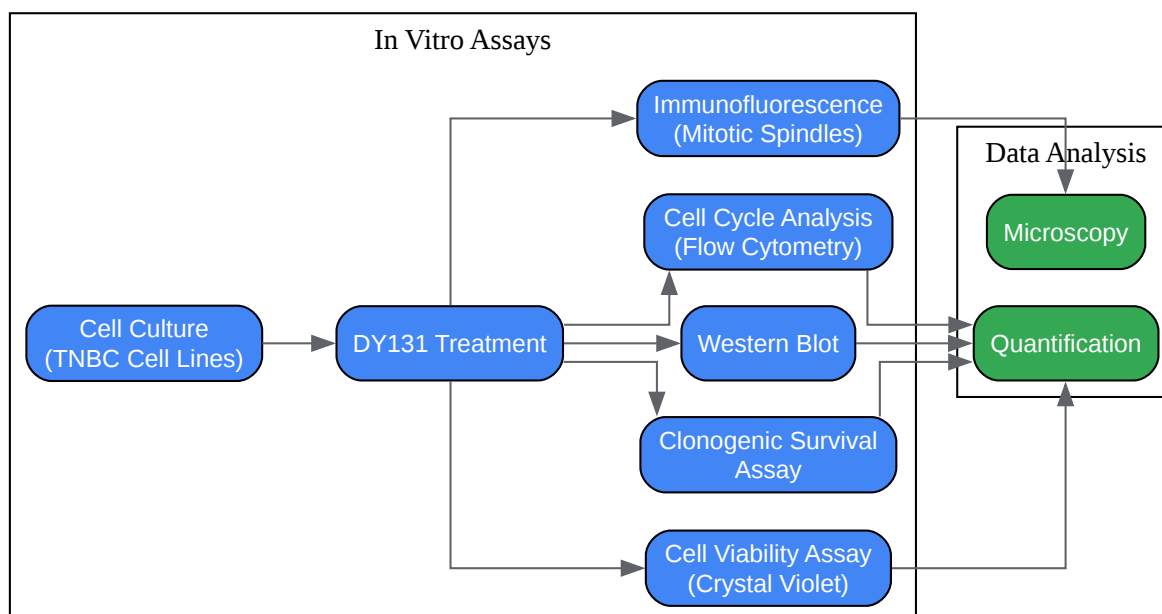 In Vitro Assays
Immunofluorescence
(Mitotic Spindles)
Data Analysis
Cell Cycle Analysis
(Flow Cytometry)
Microscopy
Cell Culture
(TNBC Cell Lines)
DY131 Treatment
Western Blot
Quantification
Clonogenic Survival
Assay
Cell Viability Assay
(Crystal Violet)